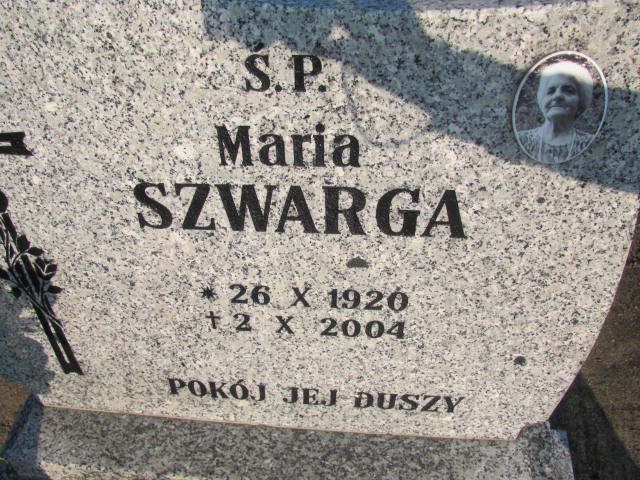 Ś.P.
Maria
SZWARGA
* 26 X 1920
† 2 X 2004
POKÓJ JEJ DUSZY